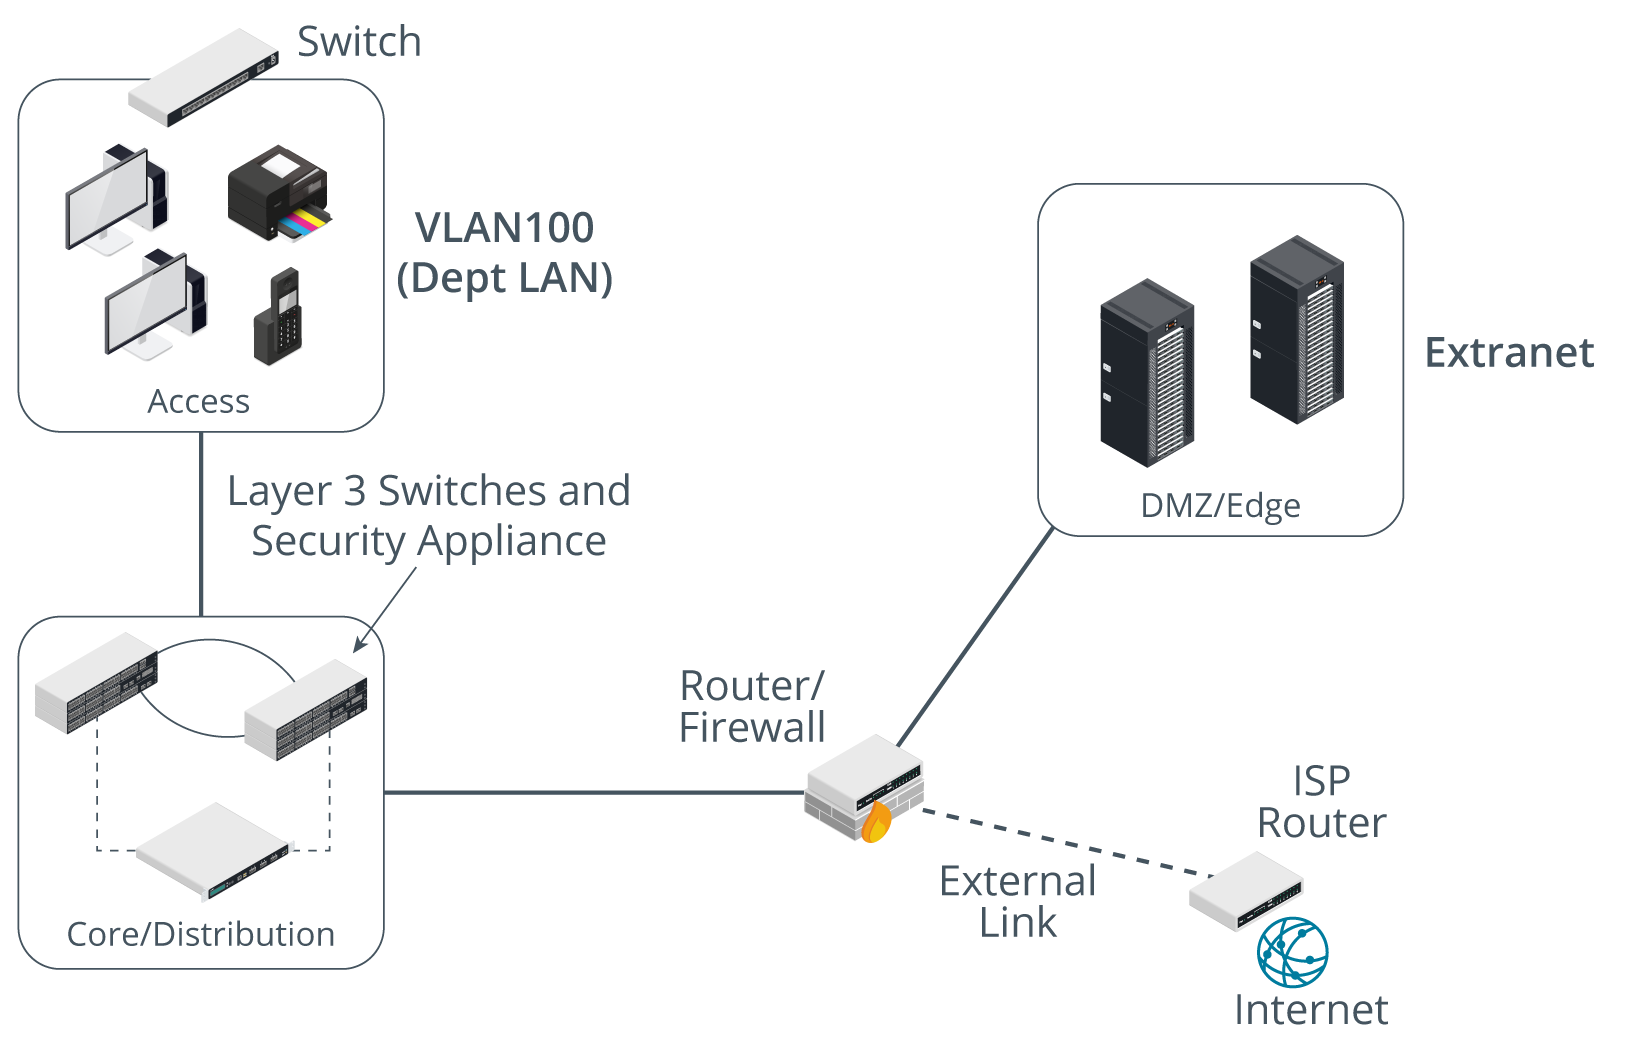 Switch
VLAN100
(Dept LAN)
Access
Layer 3 Switches and
Security Appliance
Core/Distribution
Router/
Firewall
Extranet
DMZ/Edge
External
Link
ISP
Router
Internet